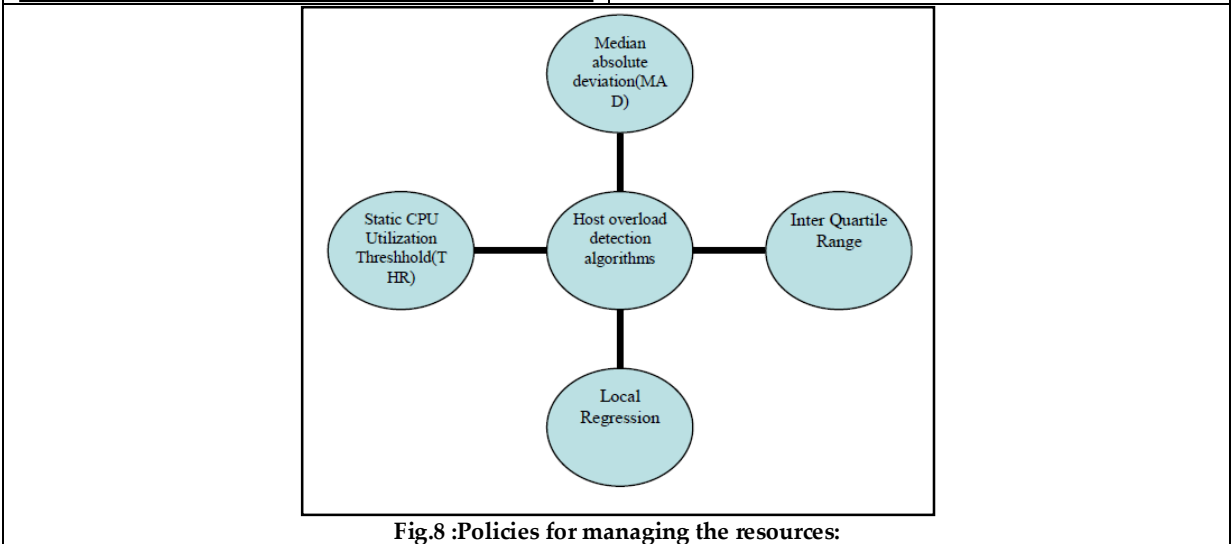 Median
absolute
deviation(MA
D)
Static CPU
Utilization
Threshhold(T
HR)
Host overload
detection
algorithms
Inter Quartile
Range
Local
Regression
Fig.8 :Policies for managing the resources: